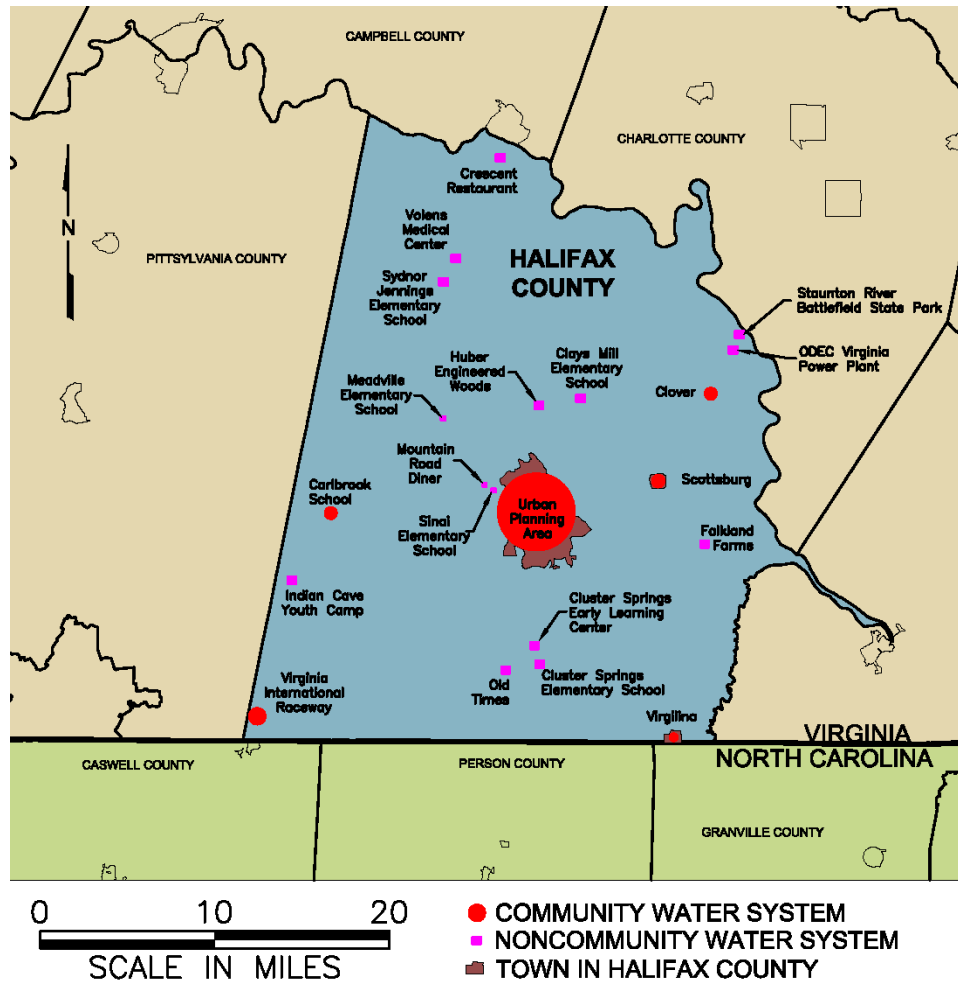 CAMPBELL COUNTY
CHARLOTTE COUNTY
Crescent
Restaurant
N
Volens
Medical
Center
PITTSYLVANIA COUNTY
HALIFAX
COUNTY
Sydnor
Jennings
Elementary
School
Staunton River
Battlefield State Park
ODEC Virginia
Power Plant
Huber
Engineered
Woods
Clays Mill
Elementary
School
Meadville
Elementary
School
Clover
Mountain
Road
Diner
Carlbrook
School
Scottsburg
Urban
Planning
Area
Sinai
Elementary
School
Falkland
Farms
Indian Cave
Youth Camp
Cluster Springs
Early Learning
Center
Old
Times
Cluster Springs
Elementary School
Virginia
International
Raceway
Virgilina
VIRGINIA
NORTH CAROLINA
CASWELL COUNTY
PERSON COUNTY
GRANVILLE COUNTY
0 10 20
SCALE IN MILES
COMMUNITY WATER SYSTEM
NONCOMMUNITY WATER SYSTEM
TOWN IN HALIFAX COUNTY